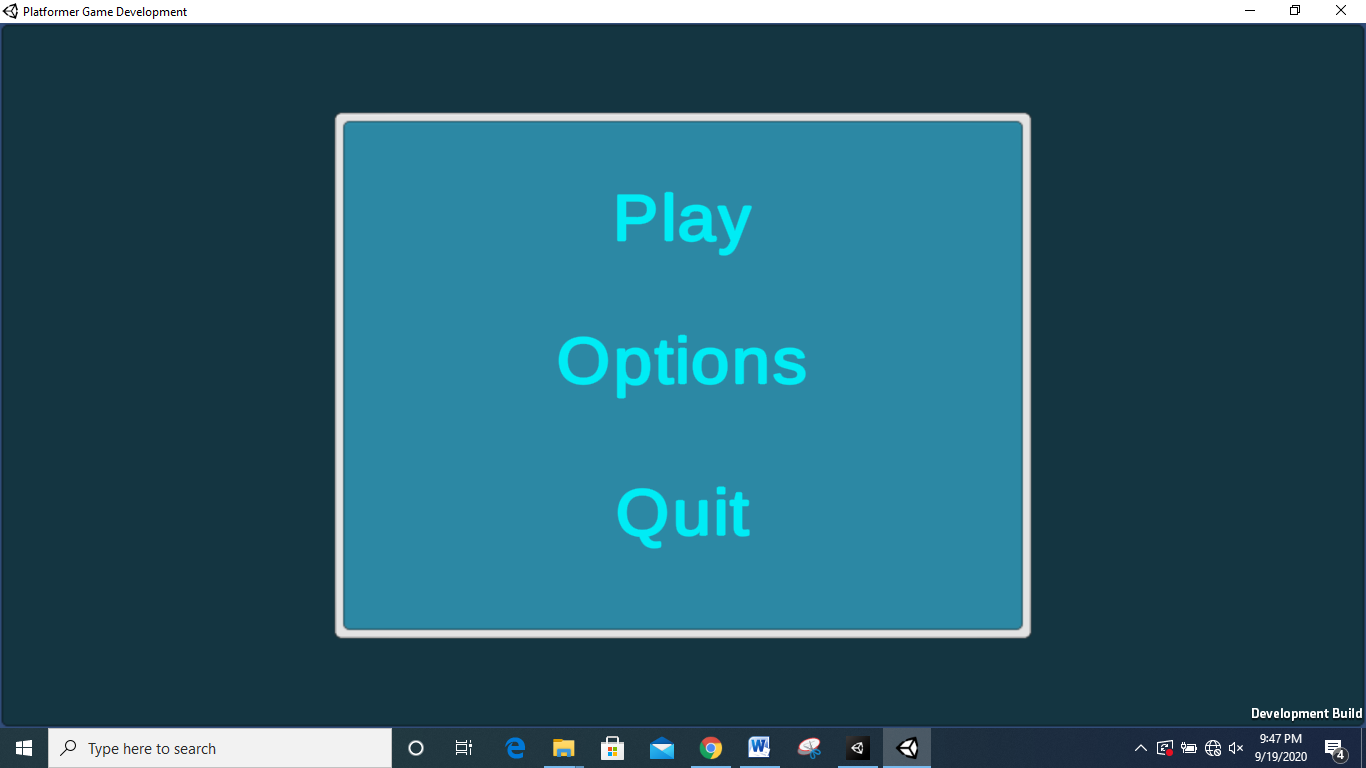 Platformer Game Development
Play
Options
Quit
Development Build
Type here to search
9:47 PM
9/19/2020
4